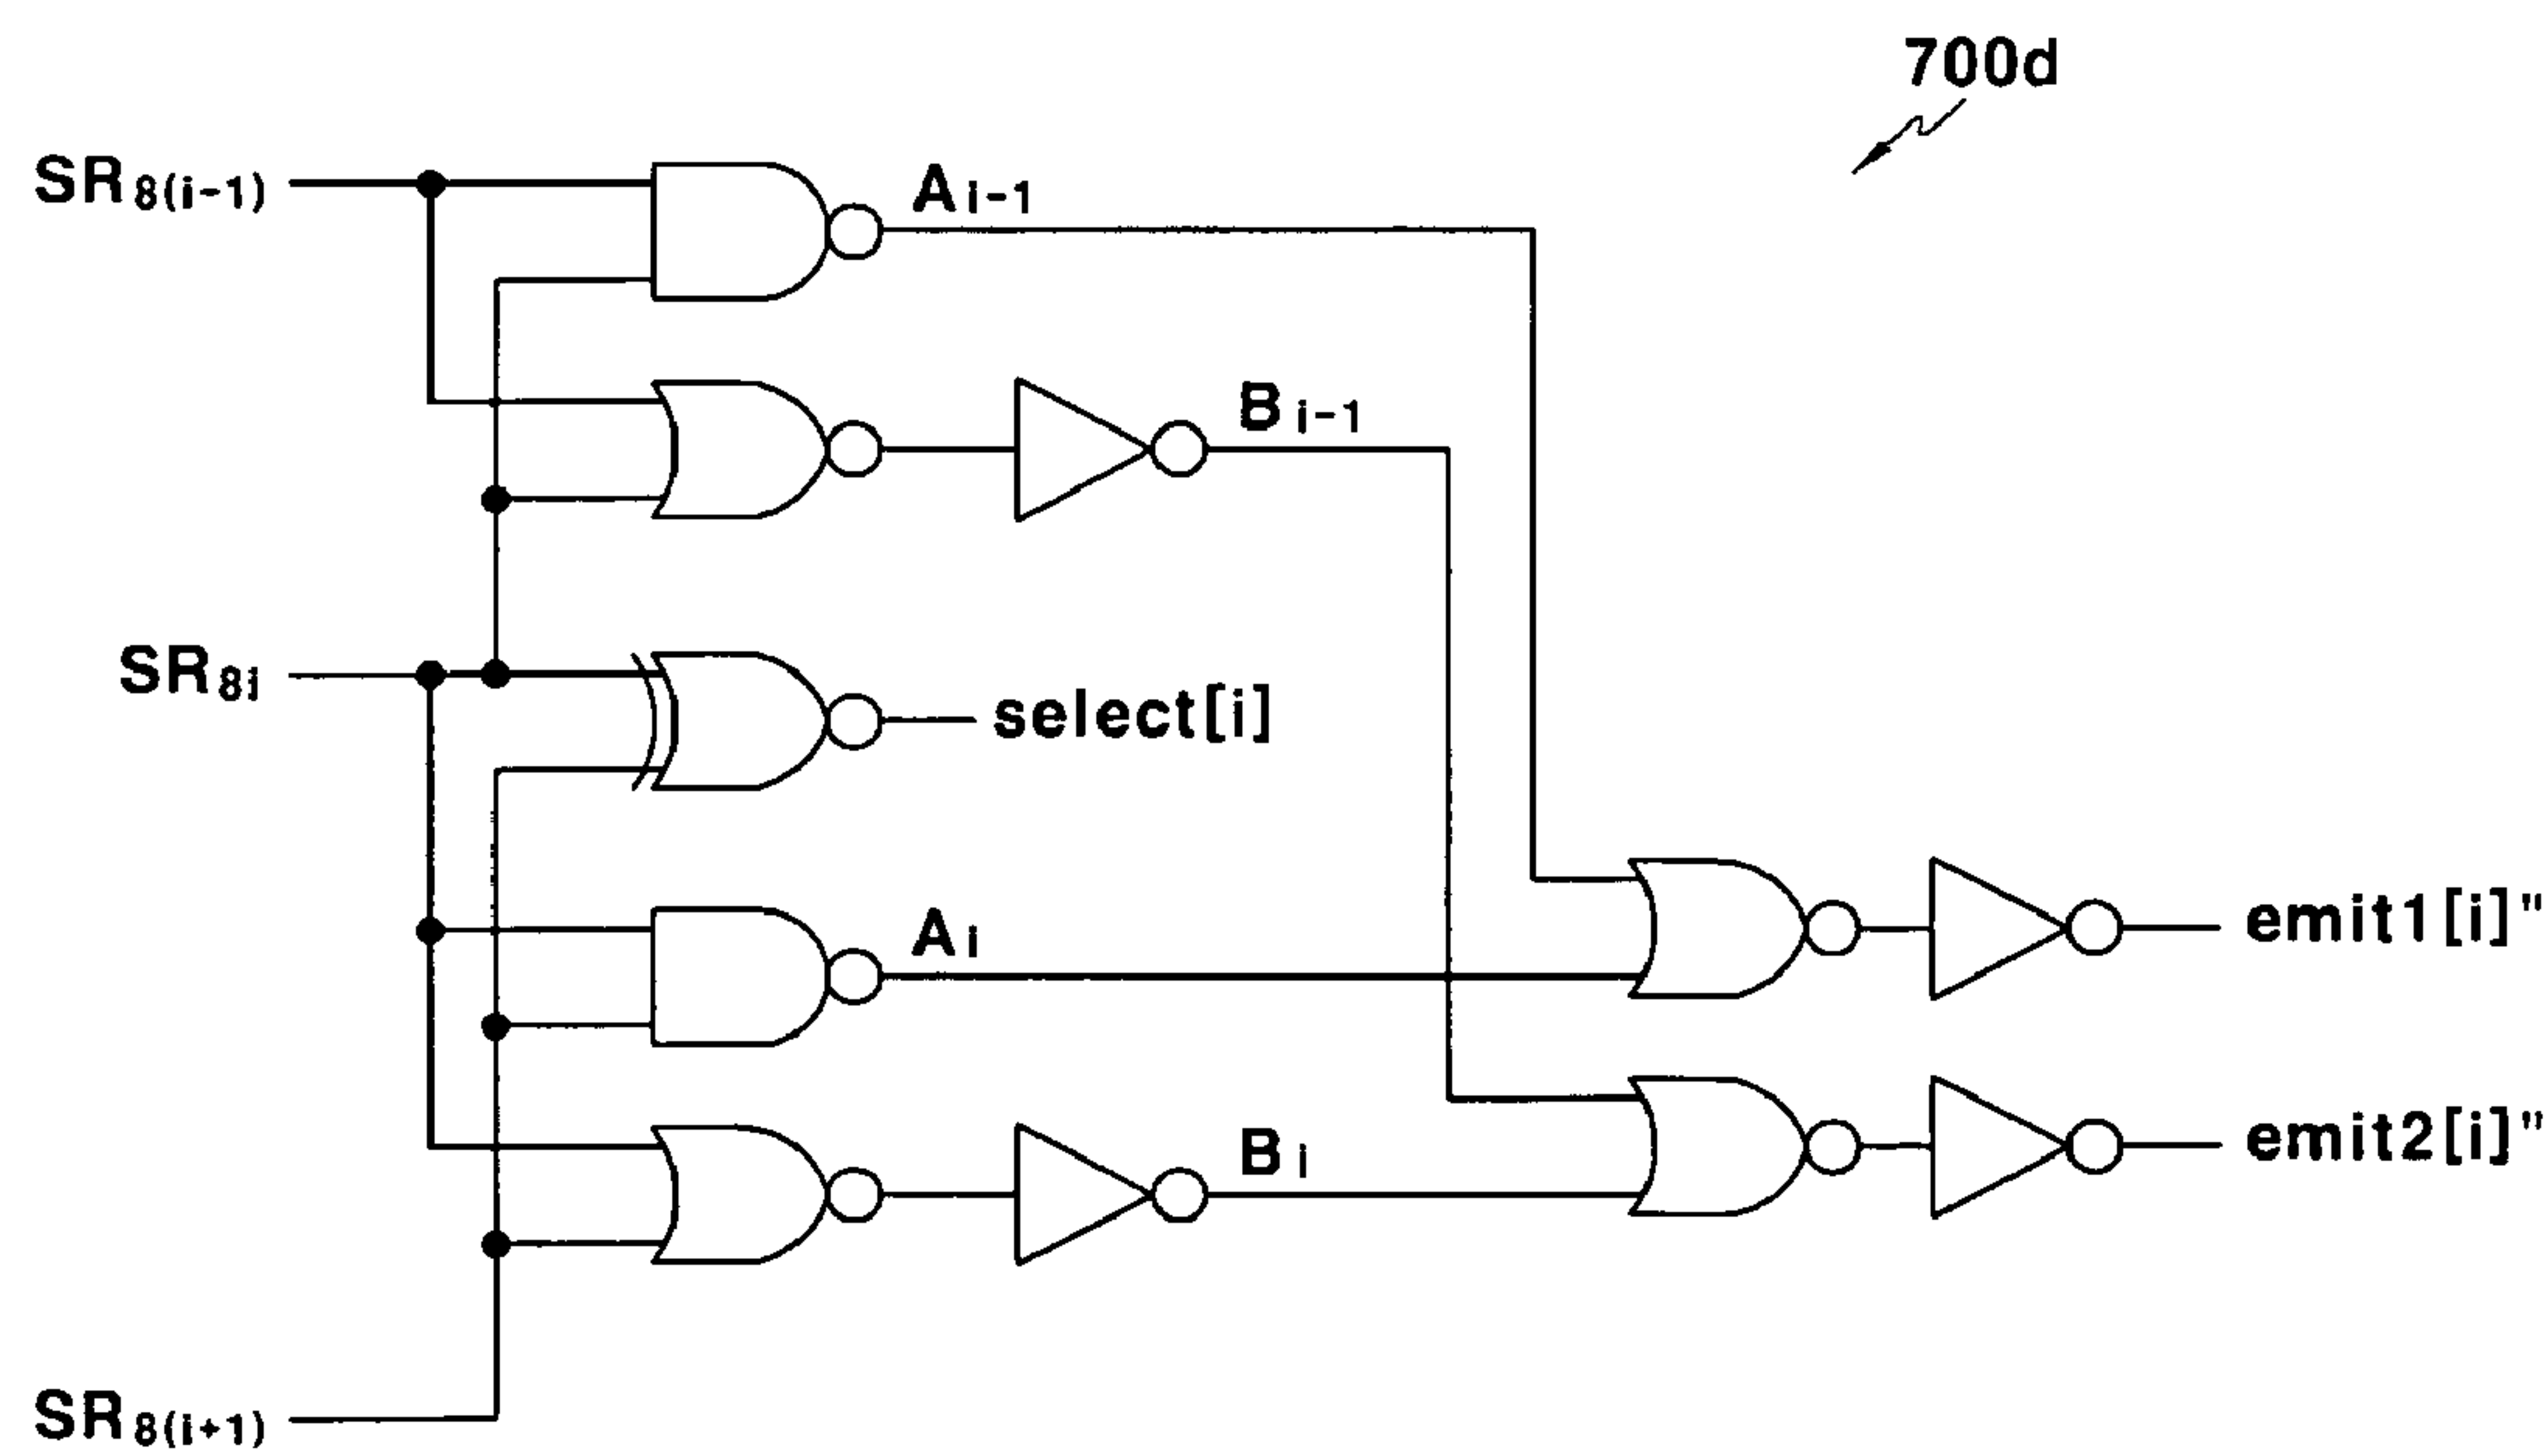 700d
SR8(i-1)
Ai-1
Bi-1
SR8i
select[i]
Ai
emit1[i]"
Bi
emit2[i]"
SR8(i+1)